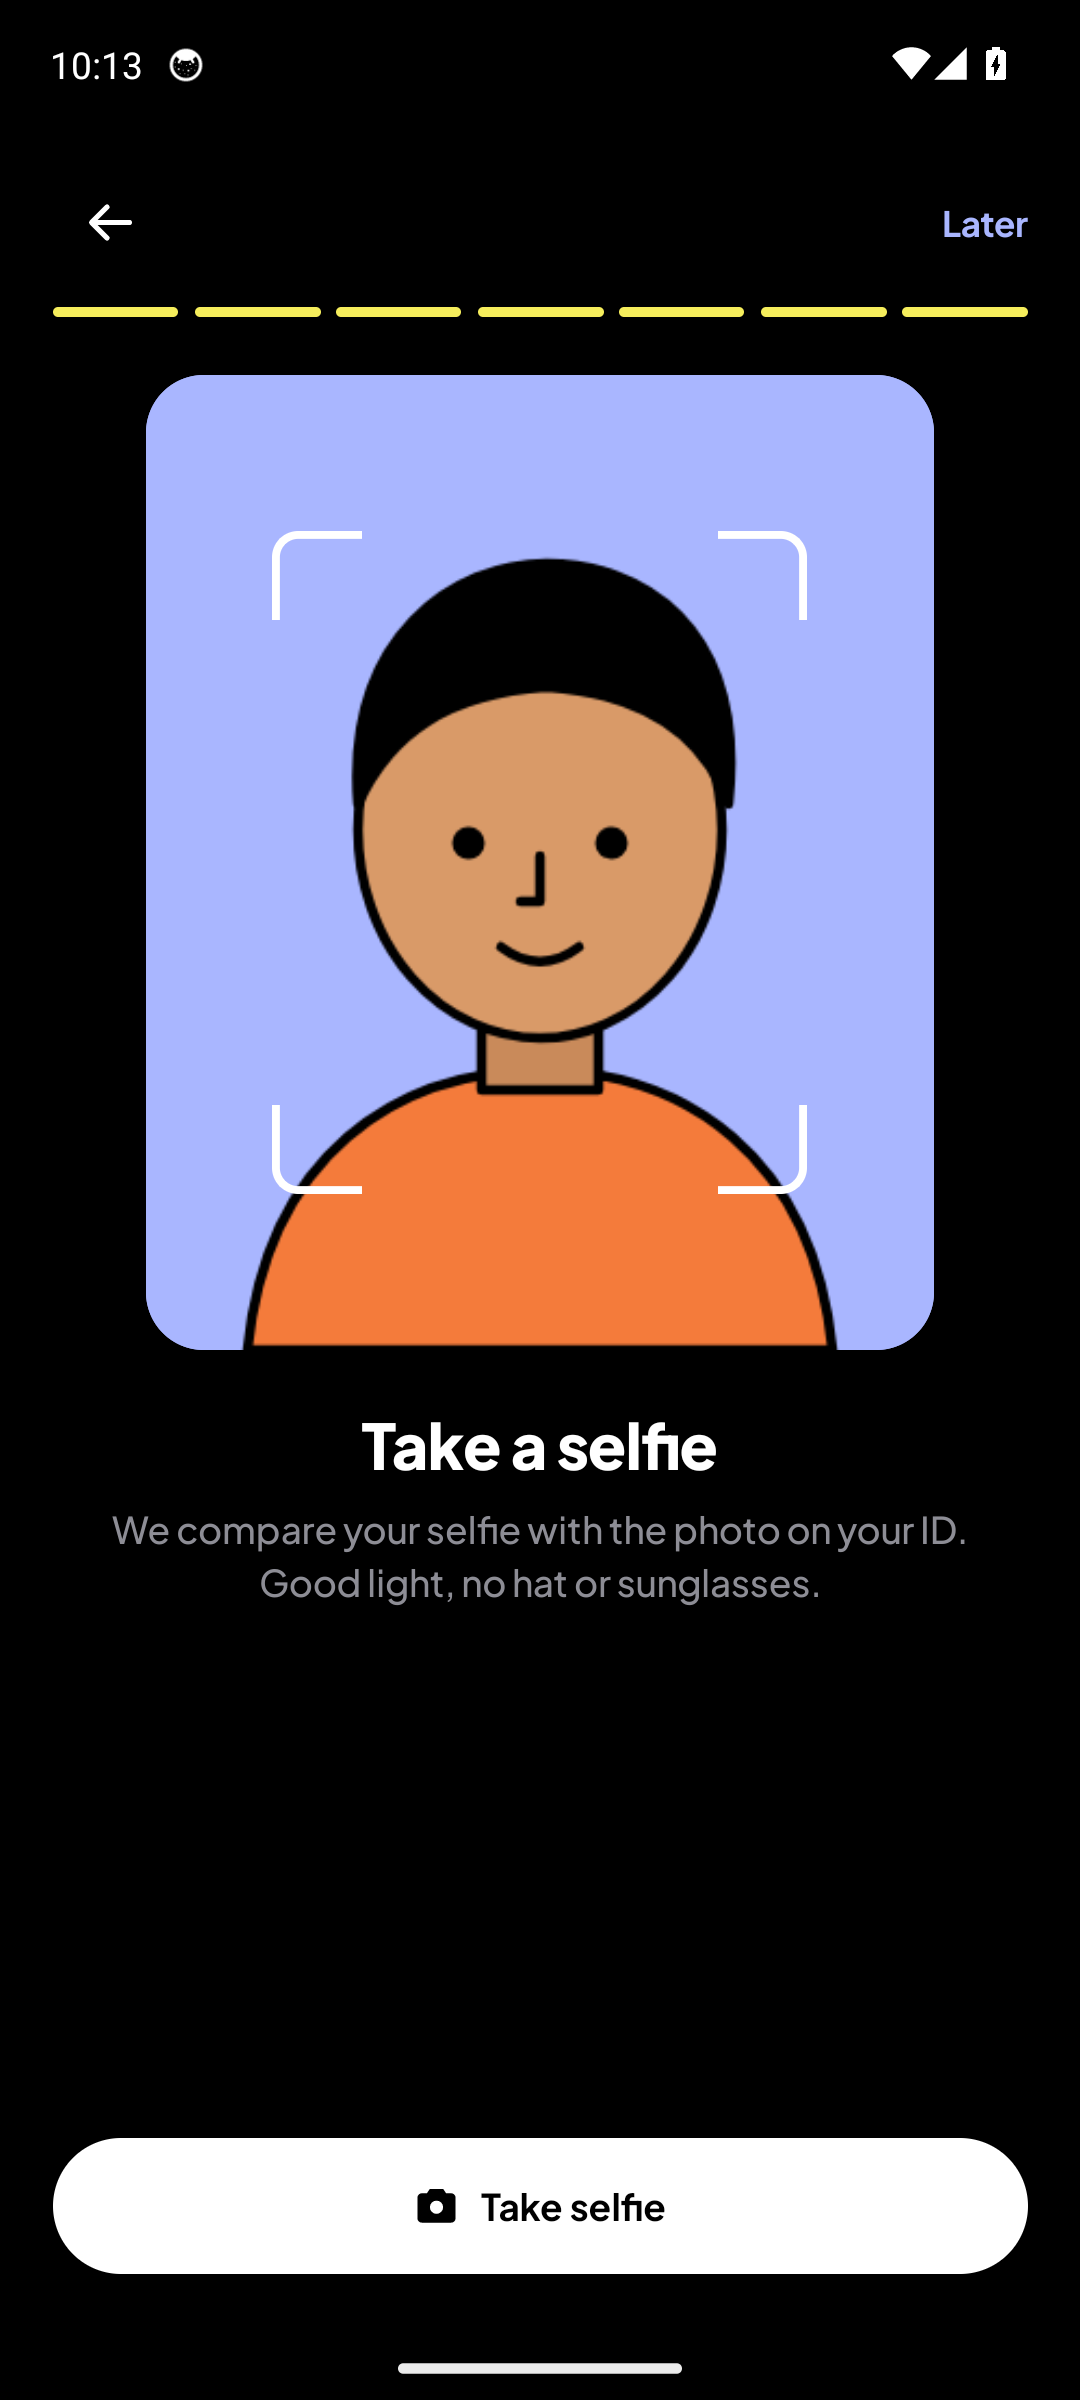 10:13
Later
Take a selfie
We compare your selfie with the photo on your ID.
Good light, no hat or sunglasses.
Take selfie